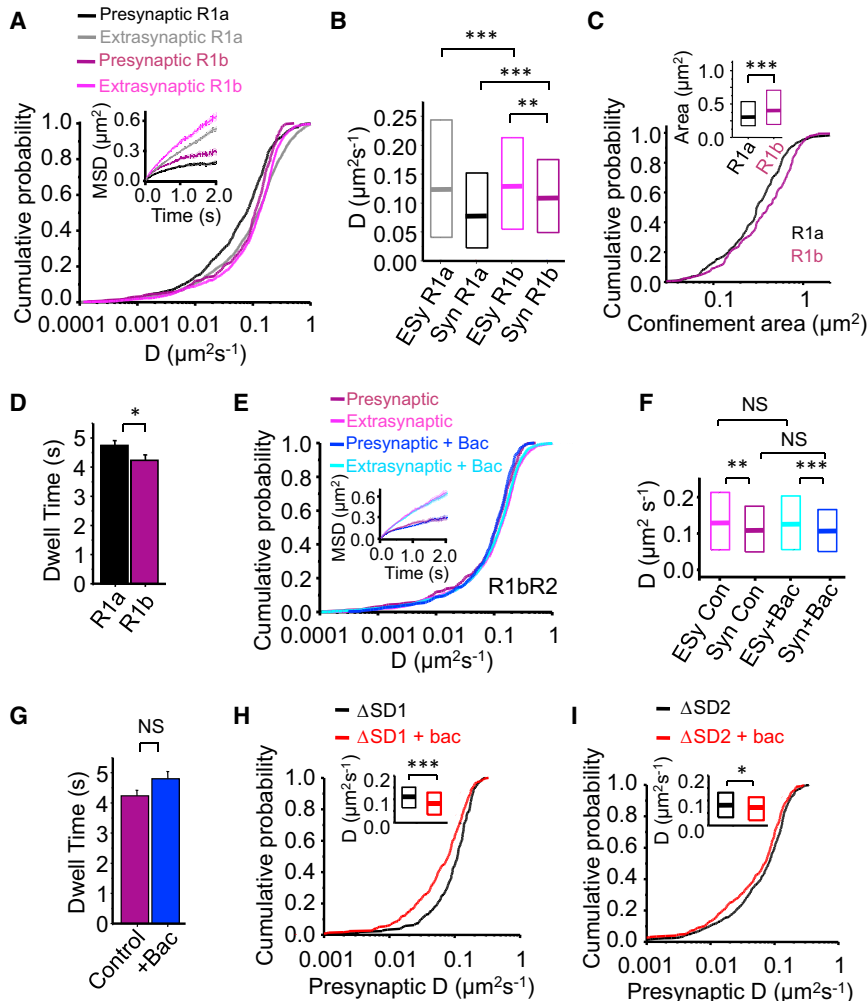 A
Presynaptic R1a
Extrasynaptic R1a
Presynaptic R1b
Extrasynaptic R1b
Cumulative probability
1.0
0.8
0.6
0.4
0.2
0.0
0.0001
0.001
0.01
0.1
1
D (µm²s⁻¹)
MSD (µm²)
0.6
0.3
0.0
0.0
1.0
2.0
Time (s)
B
***
***
**
D (µm²s⁻¹)
0.25
0.20
0.15
0.10
0.05
0.00
ESy R1a
Syn R1a
ESy R1b
Syn R1b
C
Area (µm²)
1.0
0.5
0.0
***
R1a
R1b
Cumulative probability
1.0
0.8
0.6
0.4
0.2
0.0
R1a
R1b
0.1
1
Confinement area (µm²)
D
*
Dwell Time (s)
5
4
3
2
1
0
R1a
R1b
E
Presynaptic
Extrasynaptic
Presynaptic + Bac
Extrasynaptic + Bac
Cumulative probability
1.0
0.8
0.6
0.4
0.2
0.0
MSD (µm²)
0.6
0.3
0.0
0.0
1.0
2.0
Time (s)
R1bR2
0.0001
0.001
0.01
0.1
1
D (µm²s⁻¹)
F
NS
NS
**
***
D (µm² s⁻¹)
0.2
0.1
0.0
ESy Con
Syn Con
ESy+Bac
Syn+Bac
G
NS
Dwell Time (s)
5
4
3
2
1
0
Control
+Bac
H
ΔSD1
ΔSD1 + bac
Cumulative probability
1.0
0.8
0.6
0.4
0.2
0.0
D (µm²s⁻¹)
0.2
0.1
0.0
***
0.001
0.01
0.1
1
Presynaptic D (µm²s⁻¹)
I
ΔSD2
ΔSD2 + bac
Cumulative probability
1.0
0.8
0.6
0.4
0.2
0.0
D (µm²s⁻¹)
0.2
0.1
0.0
*
0.001
0.01
0.1
1
Presynaptic D (µm²s⁻¹)